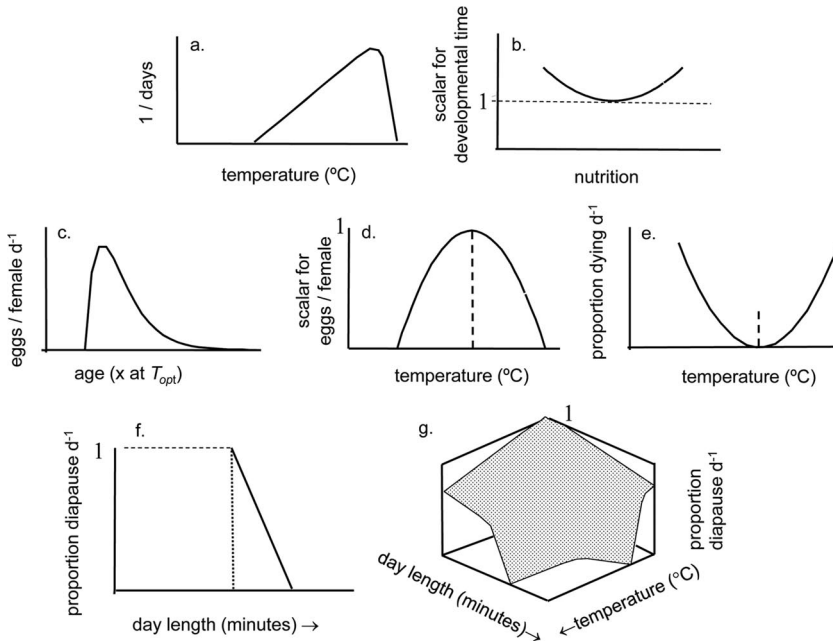 a.
1 / days
temperature (ºC)
b.
scalar for
developmental time
1
nutrition
c.
eggs / female d-1
age (x at Topt)
d.
scalar for
eggs / female
1
temperature (ºC)
e.
proportion dying d-1
temperature (ºC)
f.
proportion diapause d-1
1
day length (minutes) →
g.
1
proportion
diapause d-1
day length (minutes)→
←temperature (°C)